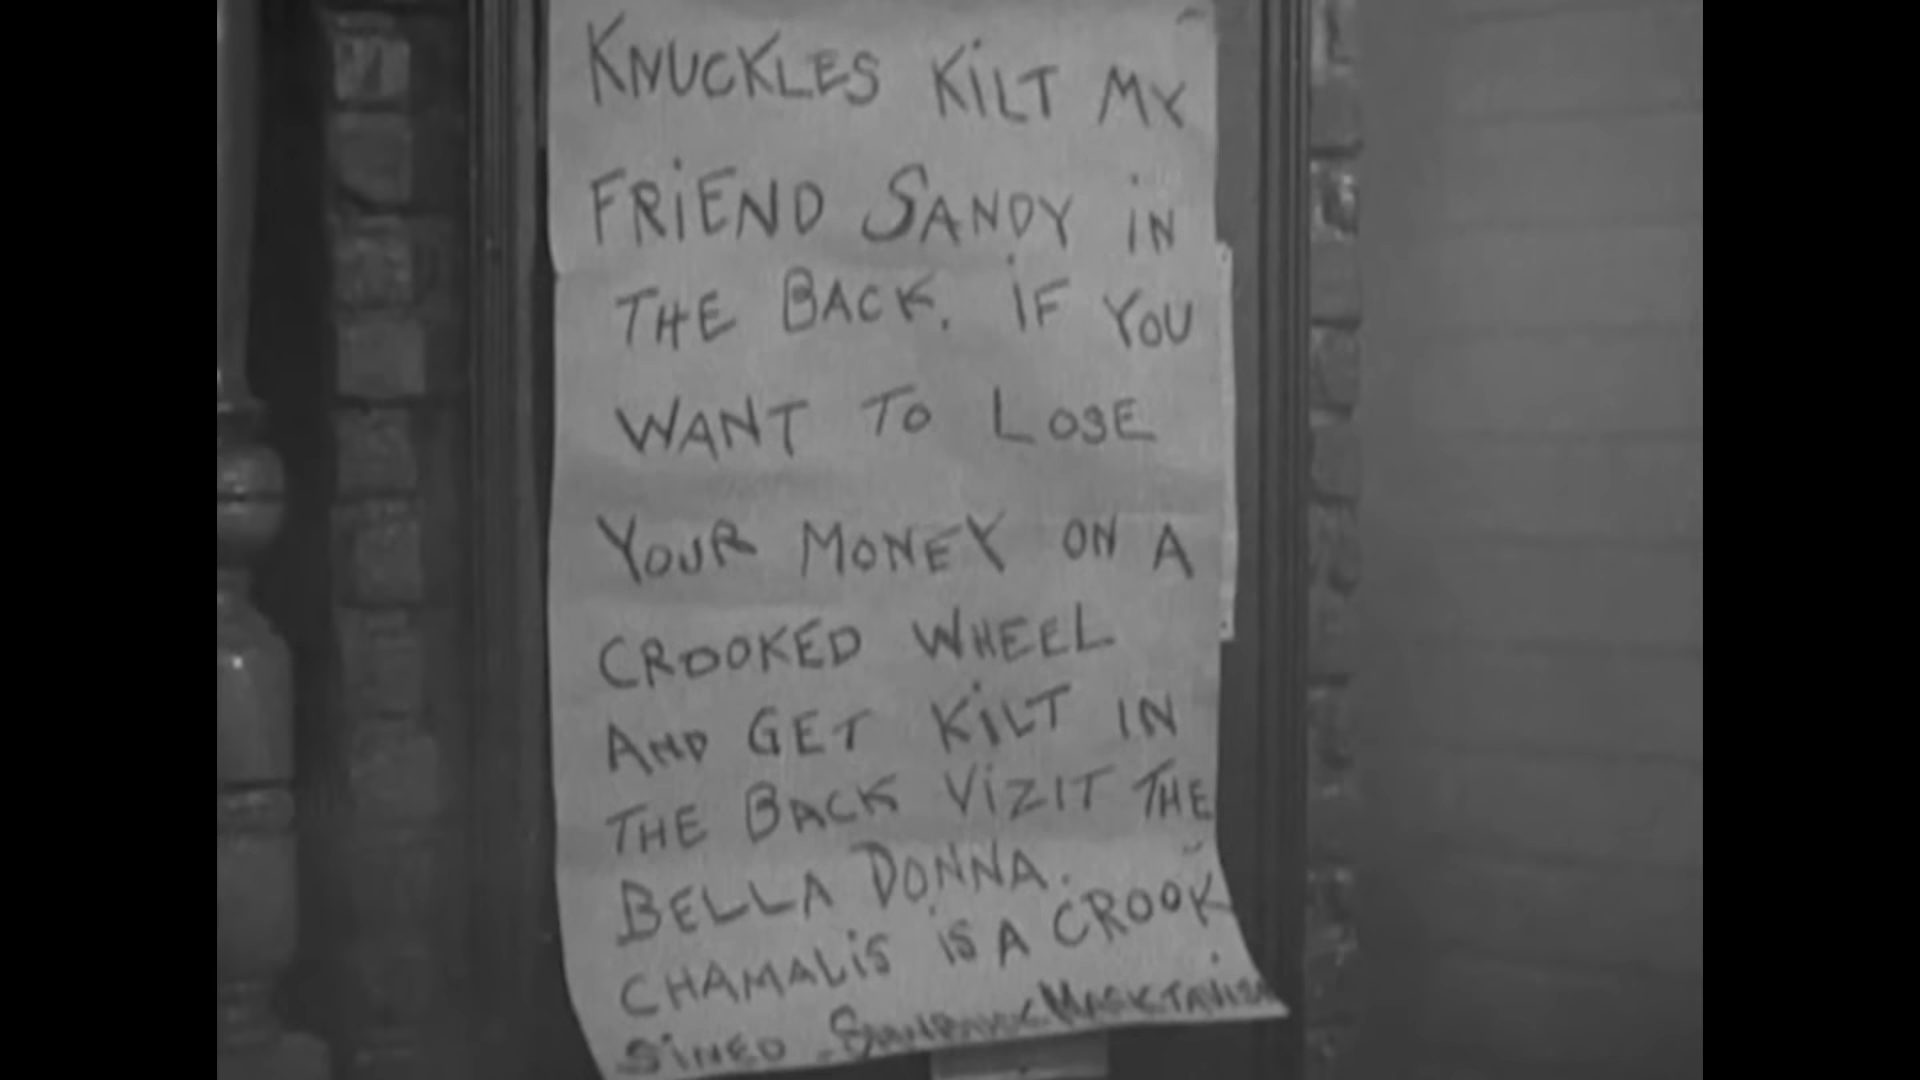 KNUCKLES KILT MY
FRIEND SANDY IN
THE BACK. IF YOU
WANT TO LOSE
YOUR MONEY ON A
CROOKED WHEEL
AND GET KILT IN
THE BACK VIZIT THE
BELLA DONNA.
CHAMALIS IS A CROOK
SINED